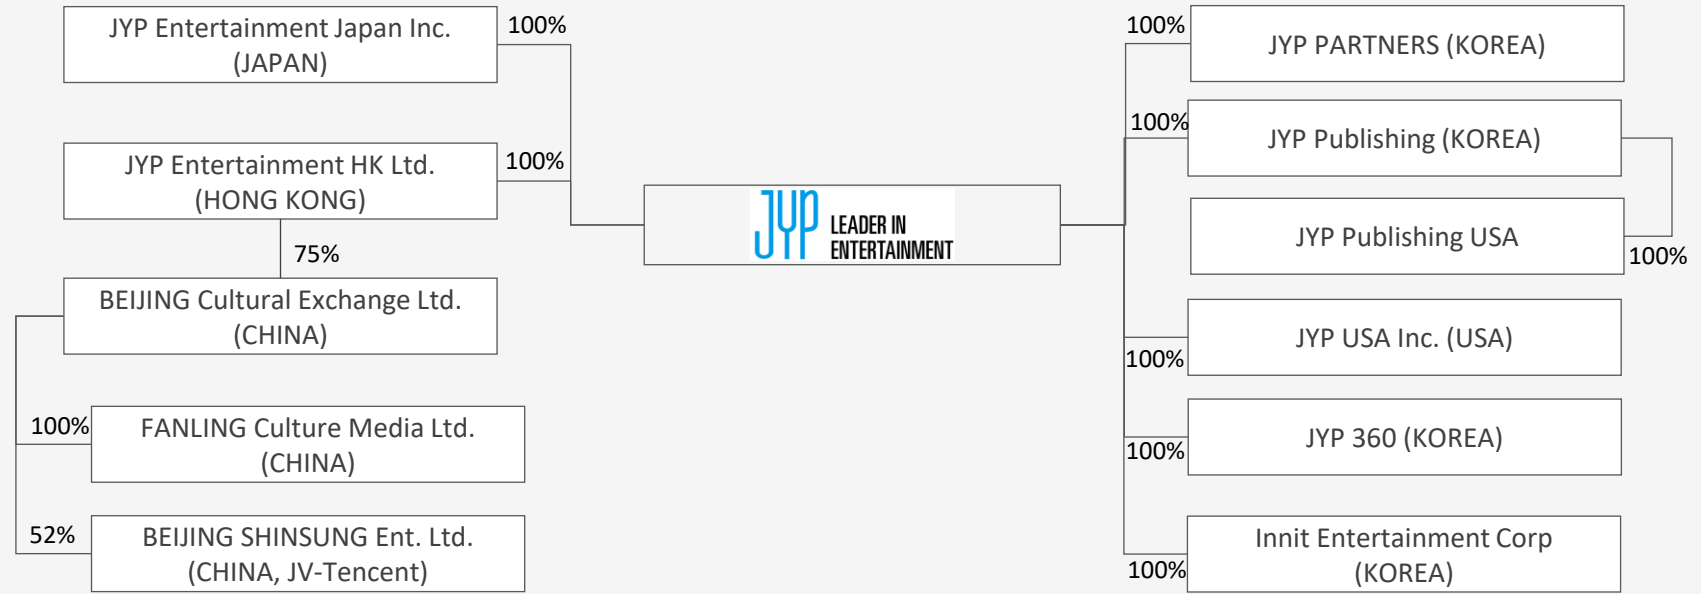 JYP Entertainment Japan Inc.
(JAPAN)
100%
JYP Entertainment HK Ltd.
(HONG KONG)
100%
75%
BEIJING Cultural Exchange Ltd.
(CHINA)
100%
FANLING Culture Media Ltd.
(CHINA)
52%
BEIJING SHINSUNG Ent. Ltd.
(CHINA, JV-Tencent)
JYP
LEADER IN
ENTERTAINMENT
100%
JYP PARTNERS (KOREA)
100%
JYP Publishing (KOREA)
JYP Publishing USA
100%
JYP USA Inc. (USA)
100%
JYP 360 (KOREA)
100%
Innit Entertainment Corp
(KOREA)
100%